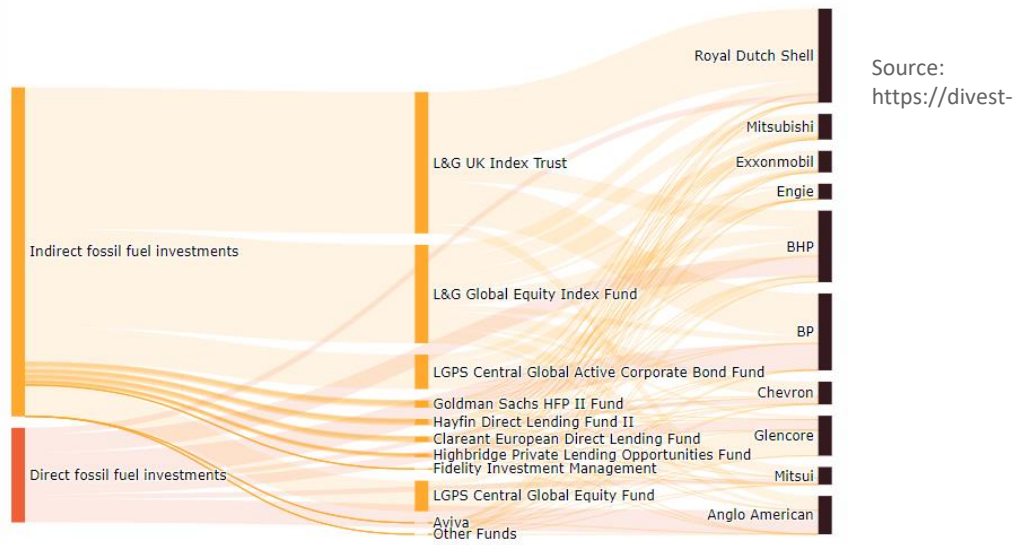 Indirect fossil fuel investments
Direct fossil fuel investments
L&G UK Index Trust
L&G Global Equity Index Fund
LGPS Central Global Active Corporate Bond Fund
Goldman Sachs HFP II Fund
Hayfin Direct Lending Fund II
Clareant European Direct Lending Fund
Highbridge Private Lending Opportunities Fund
Fidelity Investment Management
LGPS Central Global Equity Fund
Aviva
Other Funds
Royal Dutch Shell
Mitsubishi
Exxonmobil
Engie
BHP
BP
Chevron
Glencore
Mitsui
Anglo American
Source:
https://divest-